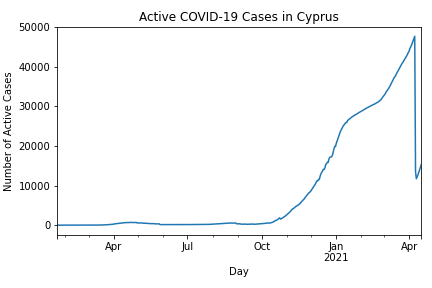 Active COVID-19 Cases in Cyprus
50000
40000
30000
20000
10000
0
Number of Active Cases
Apr
Jul
Oct
Jan
2021
Apr
Day